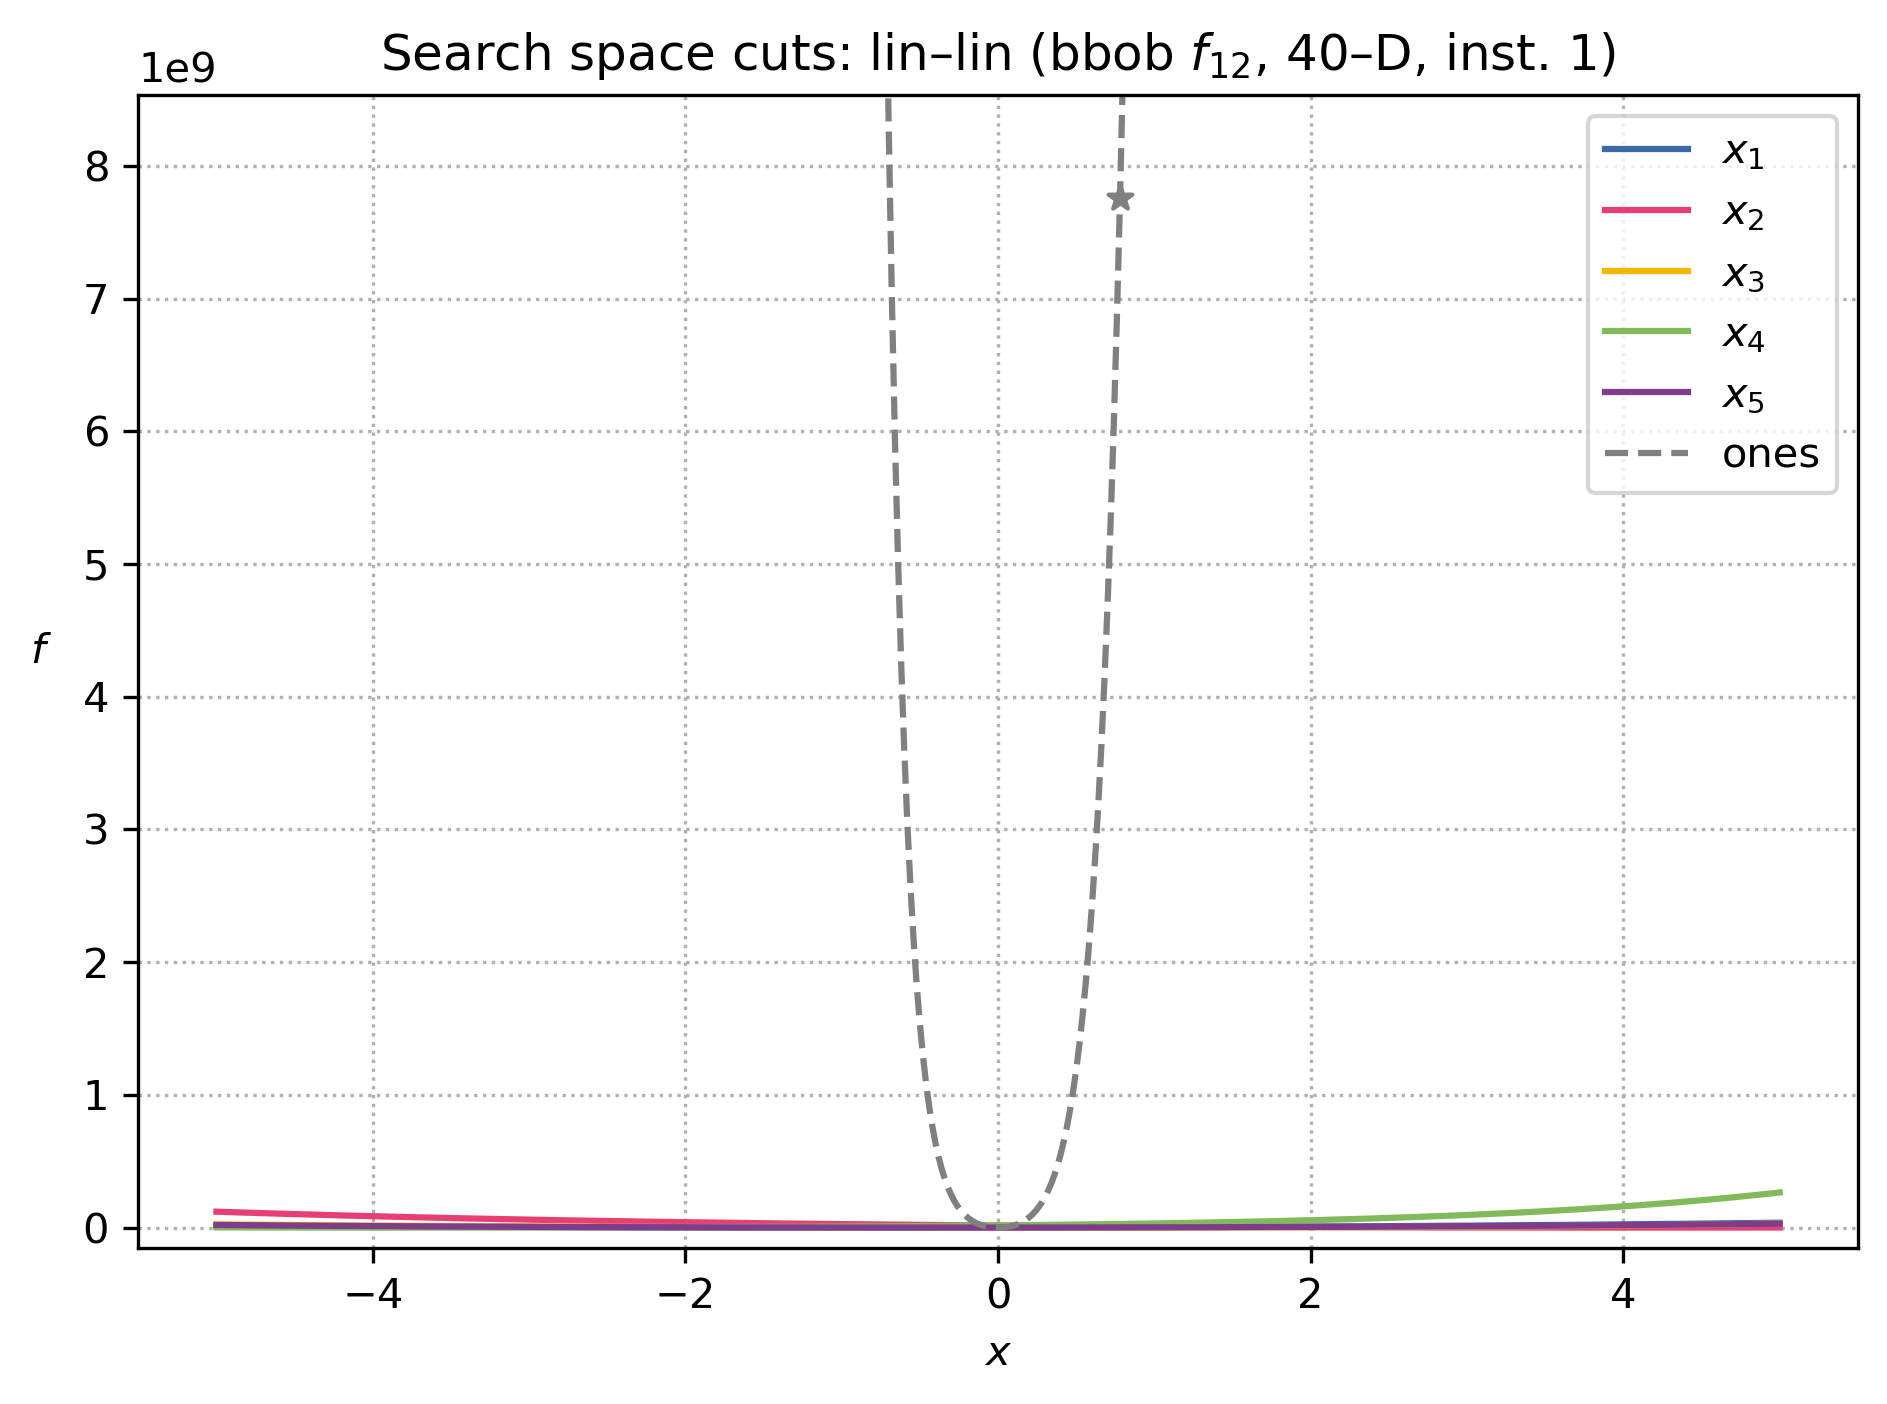 Search space cuts: lin–lin (bbob f12, 40–D, inst. 1)
1e9
8
7
6
5
4
3
2
1
0
f
−4
−2
0
2
4
x
x1
x2
x3
x4
x5
ones